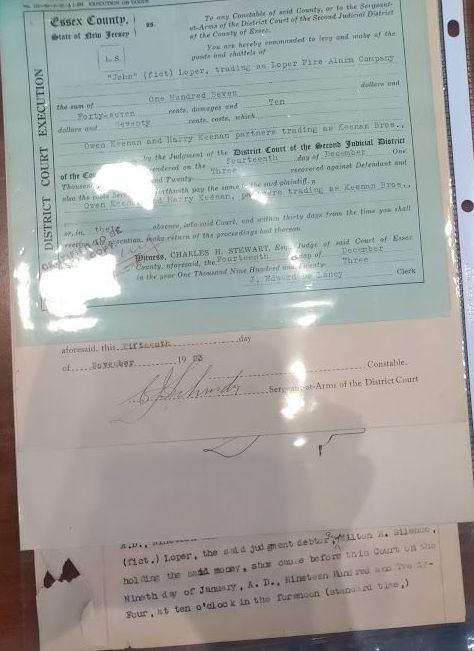 Essex County,
State of New Jersey
ss.
L. S.
To any Constable of said County, or to the Sergeant-
at-Arms of the District Court of the Second Judicial District
of the County of Essex.
You are hereby commanded to levy and make of the
goods and chattels of
"John" (fict) Loper, trading as Loper Fire Alarm Company
dollars and
the sum of One Hundred Seven
Forty-seven cents, damages and Ten
dollars and Seventy cents, costs, which
Owen Keenan and Harry Keenan partners trading as Keenan Bros.,
by the Judgment of the District Court of the Second Judicial District
of the rendered on the fourteenth day of December One
and Twenty- Three recovered against Defendant and
also the forthwith pay the same to the said plaintiff,
Owen and Harry Keenan, trading as Keenan Bros.,
or, in their absence, into said Court, and within thirty days from the time you shall
receive execution, make return of the proceedings had thereon.
Witness, CHARLES H. STEWART, Esq. Judge of said Court of Essex
County, aforesaid, the Fourteenth day of December
in the year One Thousand Nine Hundred and Twenty- Three
Clerk
DISTRICT COURT EXECUTION
aforesaid, this Fifteenth day
of November 19
Constable.
Sergeant-at-Arms of the District Court
(fict.) Loper, the said judgment debtor, Milton
holding the said money, show cause before this Court on the
Ninth day of January, A. D., Nineteen Hundred and Twenty-
Four, at ten o'clock in the forenoon (standard time,)